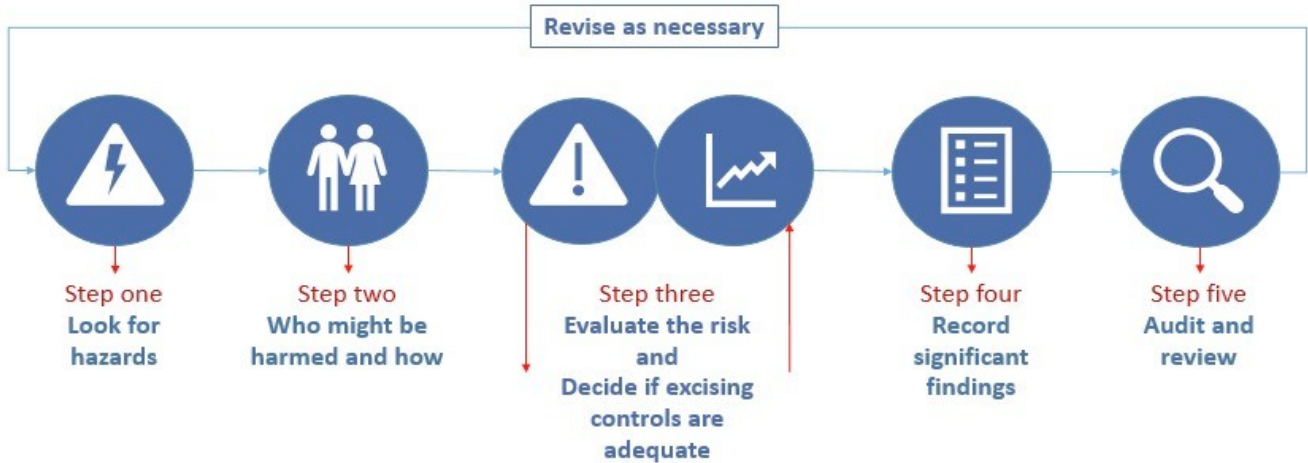 Revise as necessary
Step one
Look for
hazards
Step two
Who might be
harmed and how
Step three
Evaluate the risk
and
Decide if excising
controls are
adequate
Step four
Record
significant
findings
Step five
Audit and
review